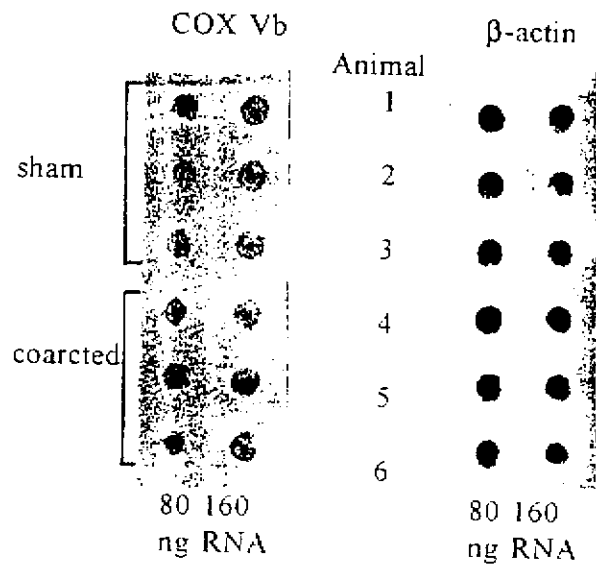 COX Vb
β-actin
Animal
1
sham
2
3
4
coarcted
5
6
80 160
ng RNA
80 160
ng RNA